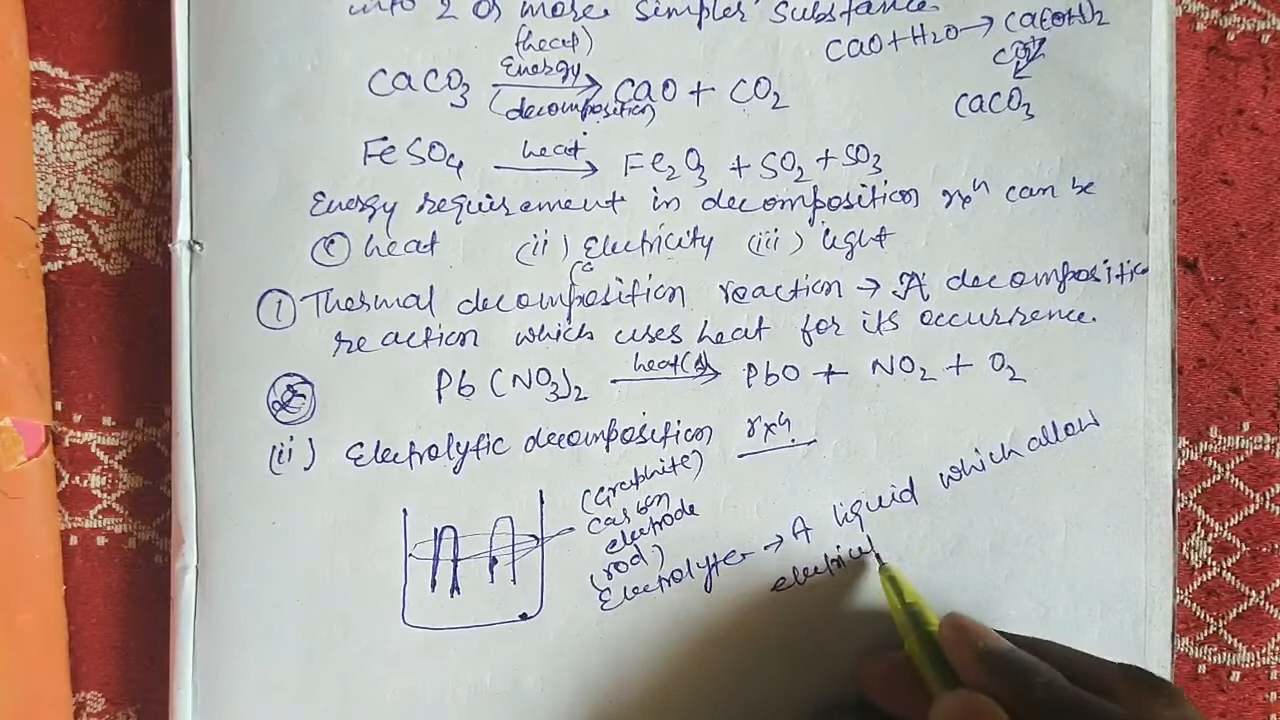 into 2 or more simpler substance.
CaO + H2O → Ca(OH)2
CO2
CaCO3
(heat)
CaCO3 Energy (decomposition) → CaO + CO2
FeSO4 heat → Fe2O3 + SO2 + SO3
Energy requirement in decomposition rxn can be
(i) heat (ii) Electricity (iii) light
① Thermal decomposition reaction → A decomposition
reaction which uses heat for its occurrence.
Pb(NO3)2 heat(Δ) → PbO + NO2 + O2
(ii) Electrolytic decomposition rxn.
(Graphite)
Carbon
electrode
(rod)
Electrolyte → A liquid which allow